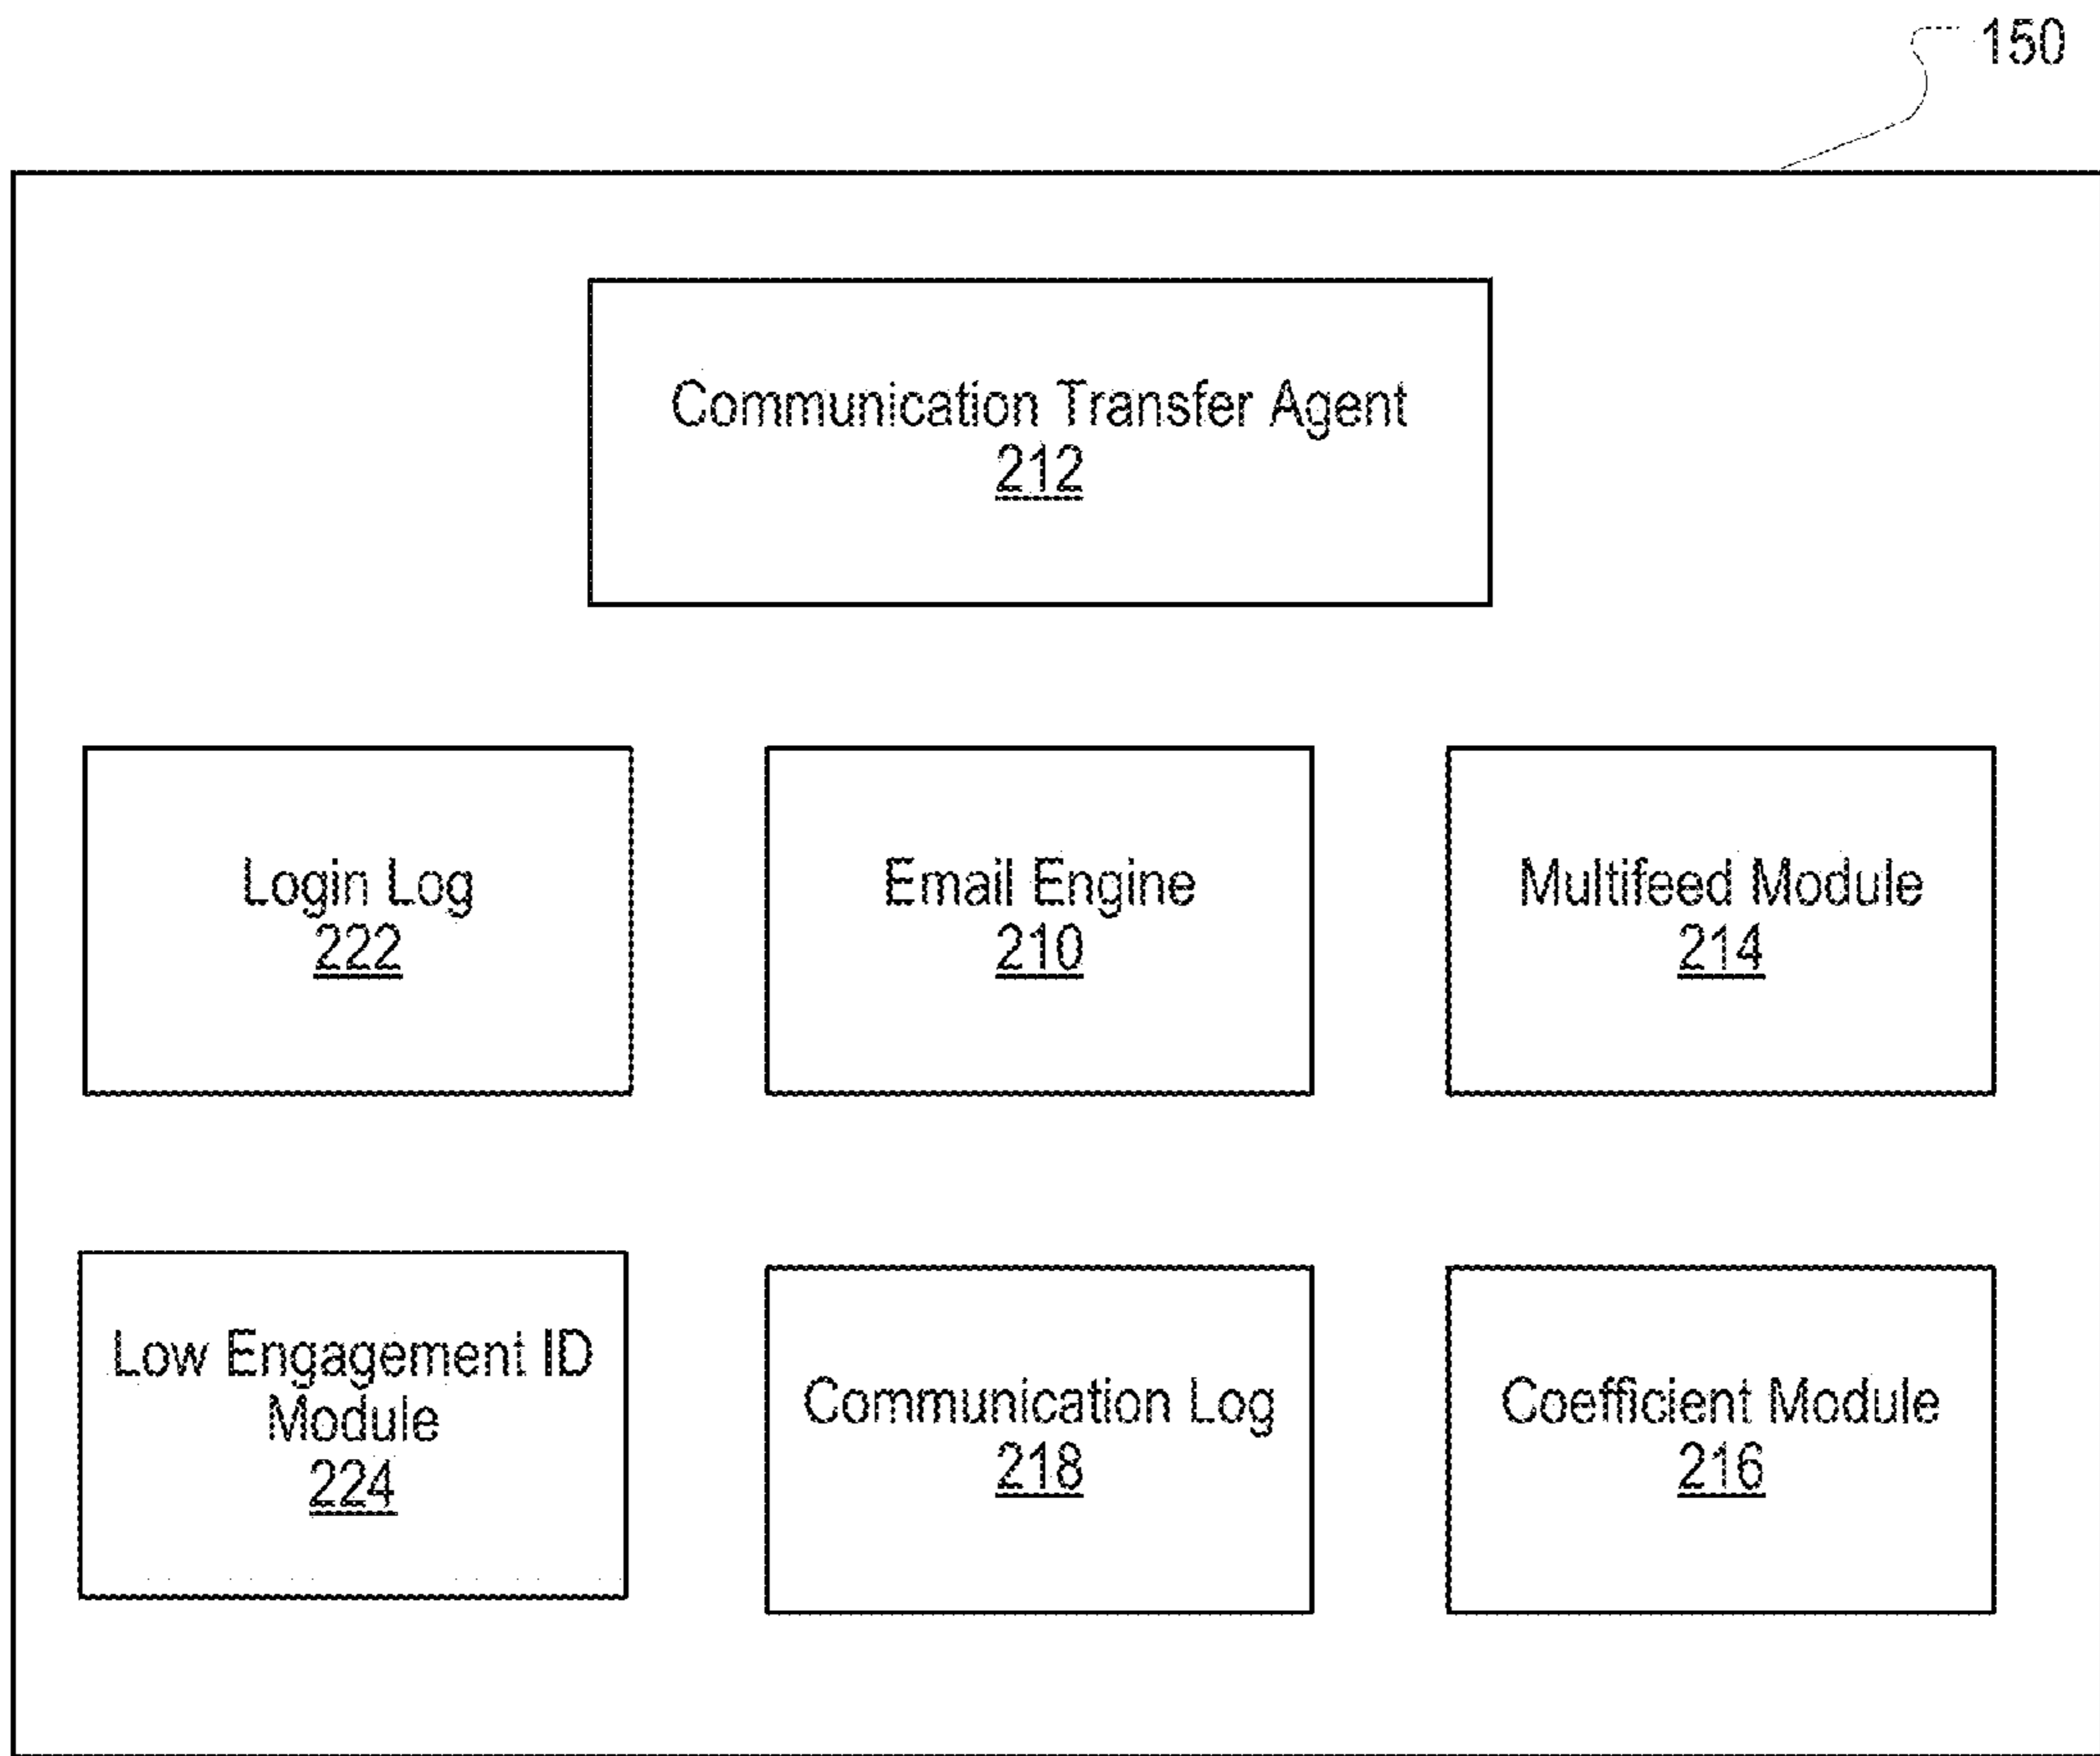 150
Communication Transfer Agent
212
Login Log
222
Email Engine
210
Multifeed Module
214
Low Engagement ID
Module
224
Communication Log
218
Coefficient Module
216